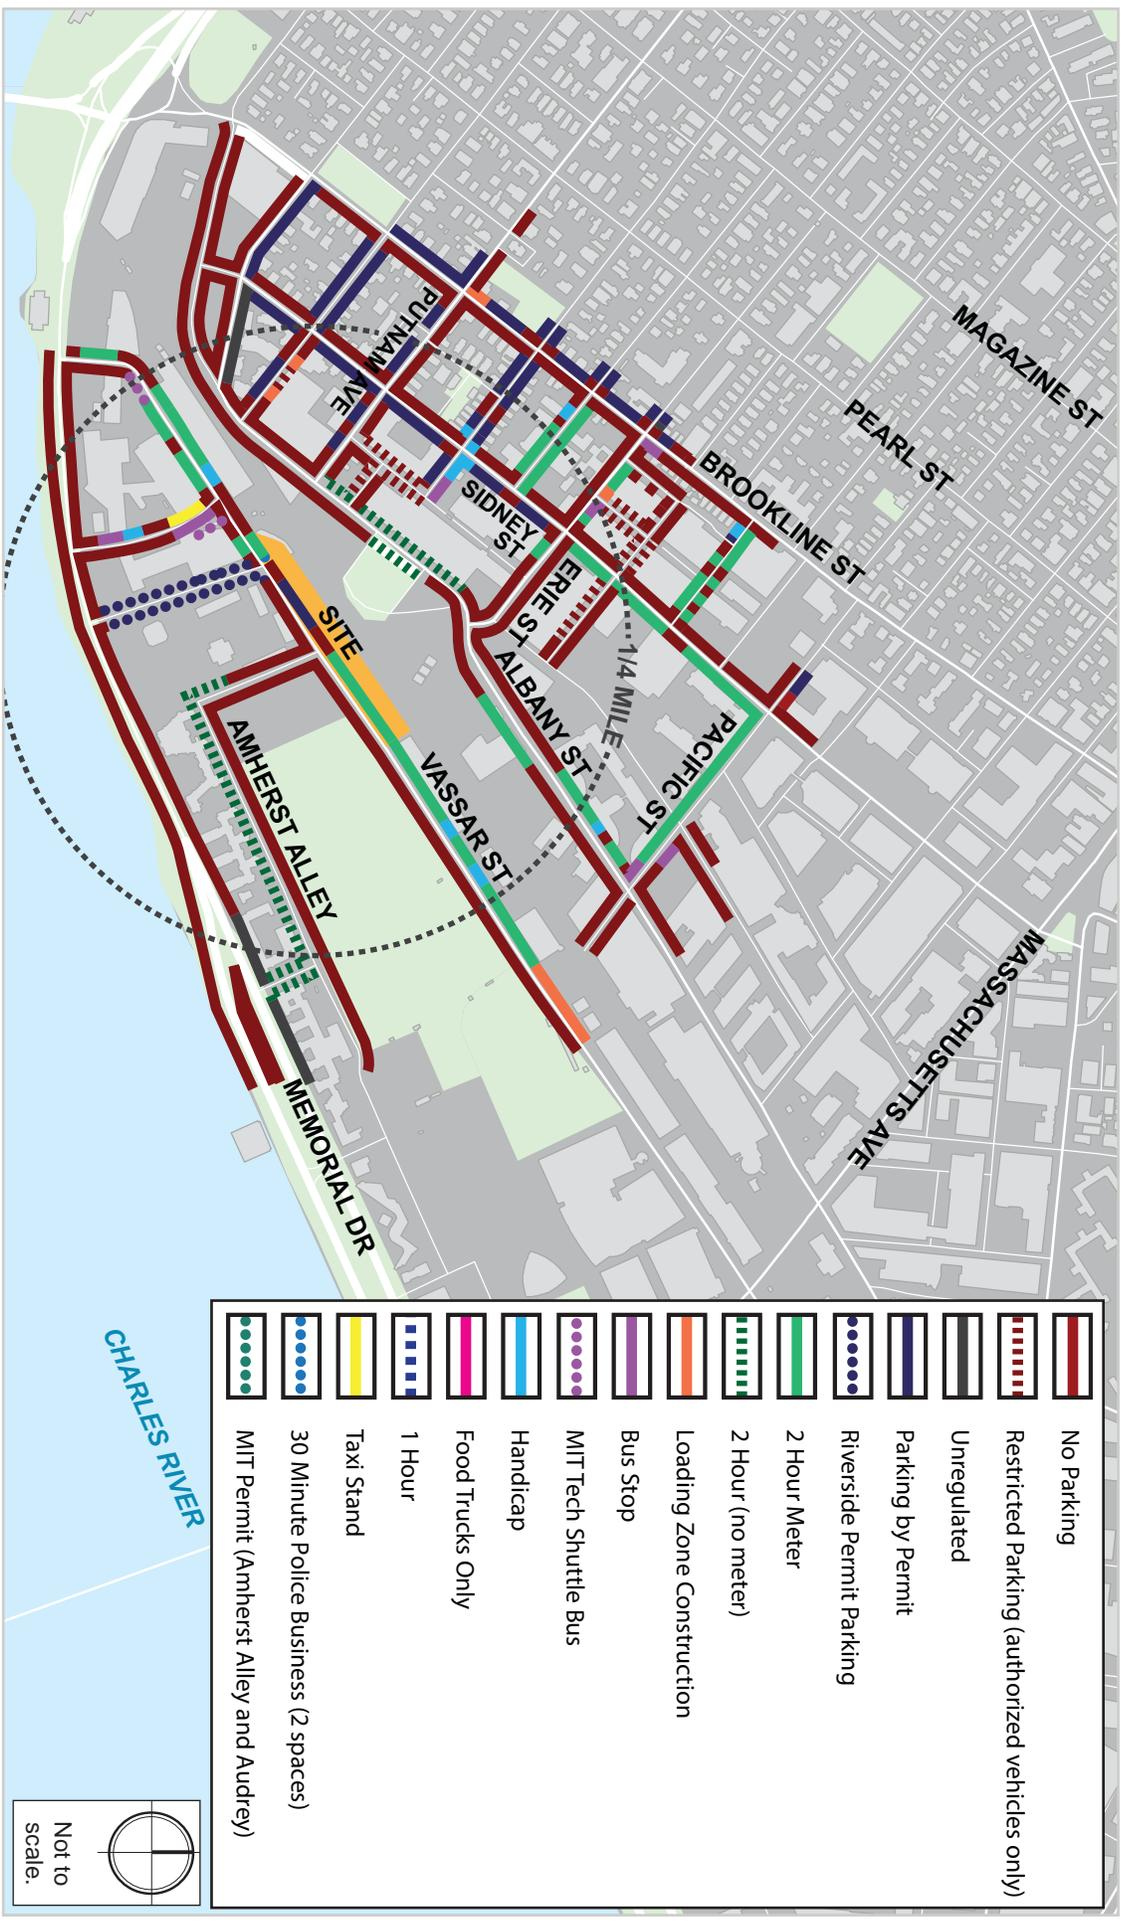 MAGAZINE ST
PEARL ST
BROOKLINE ST
MASSACHUSETTS AVE
PUTNAM AVE
SIDNEY
ST
ERIE ST
1/4 MILE
PACIFIC ST
ALBANY ST
SITE
VASSAR ST
AMHERST ALLEY
MEMORIAL DR
CHARLES RIVER
No Parking
Restricted Parking (authorized vehicles only)
Unregulated
Parking by Permit
Riverside Permit Parking
2 Hour Meter
2 Hour (no meter)
Loading Zone Construction
Bus Stop
MIT Tech Shuttle Bus
Handicap
Food Trucks Only
1 Hour
Taxi Stand
30 Minute Police Business (2 spaces)
MIT Permit (Amherst Alley and Audrey)
Not to
scale.